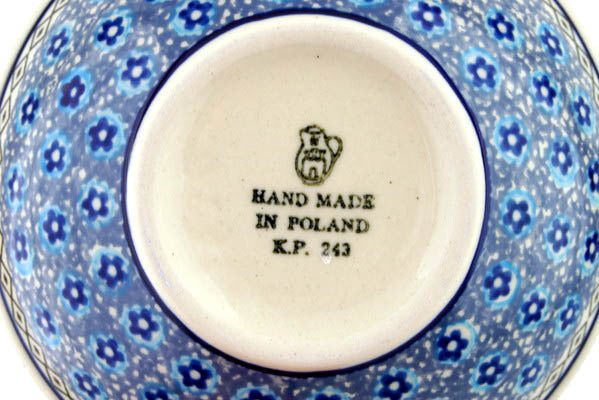 HAND MADE
IN POLAND
K.P. 243